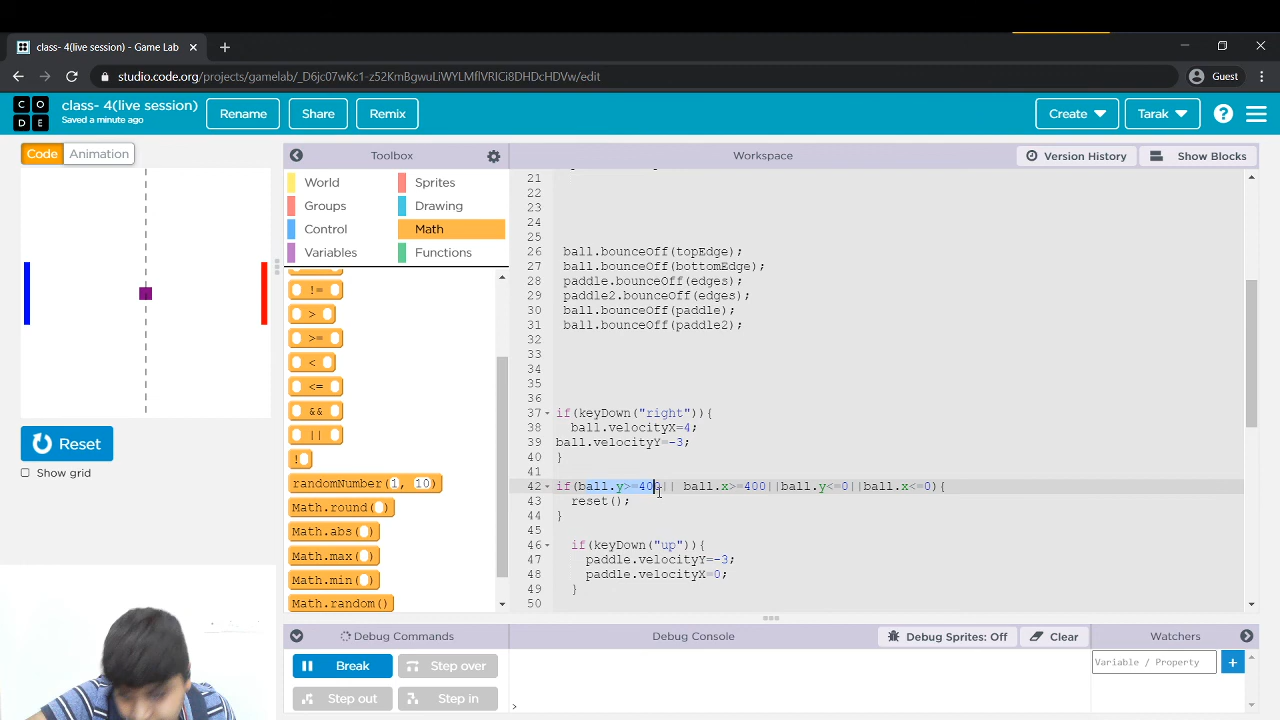 class- 4(live session) - Game Lab
studio.code.org/projects/gamelab/_D6jc07wKc1-z52KmBgwuLiWYLMflVRICi8DHDcHDVw/edit
Guest
C O D E
class- 4(live session)
Saved a minute ago
Rename
Share
Remix
Create
Tarak
?
Code
Animation
Toolbox
Workspace
Version History
Show Blocks
World
Sprites
Groups
Drawing
Control
Math
Variables
Functions
!=
>
>=
<
<=
&&
||
!
randomNumber(1, 10)
Math.round()
Math.abs()
Math.max()
Math.min()
Math.random()
21
22
23
24
25
26 ball.bounceOff(topEdge);
27 ball.bounceOff(bottomEdge);
28 paddle.bounceOff(edges);
29 paddle2.bounceOff(edges);
30 ball.bounceOff(paddle);
31 ball.bounceOff(paddle2);
32
33
34
35
36
37 if(keyDown("right")){
38 ball.velocityX=4;
39 ball.velocityY=-3;
40 }
41
42 if(ball.y>=400|| ball.x>=400||ball.y<=0||ball.x<=0){
43 reset();
44 }
45
46 if(keyDown("up")){
47 paddle.velocityY=-3;
48 paddle.velocityX=0;
49 }
50
Reset
Show grid
Debug Commands
Debug Console
Debug Sprites: Off
Clear
Watchers
Break
Step over
Step out
Step in
>
Variable / Property
+